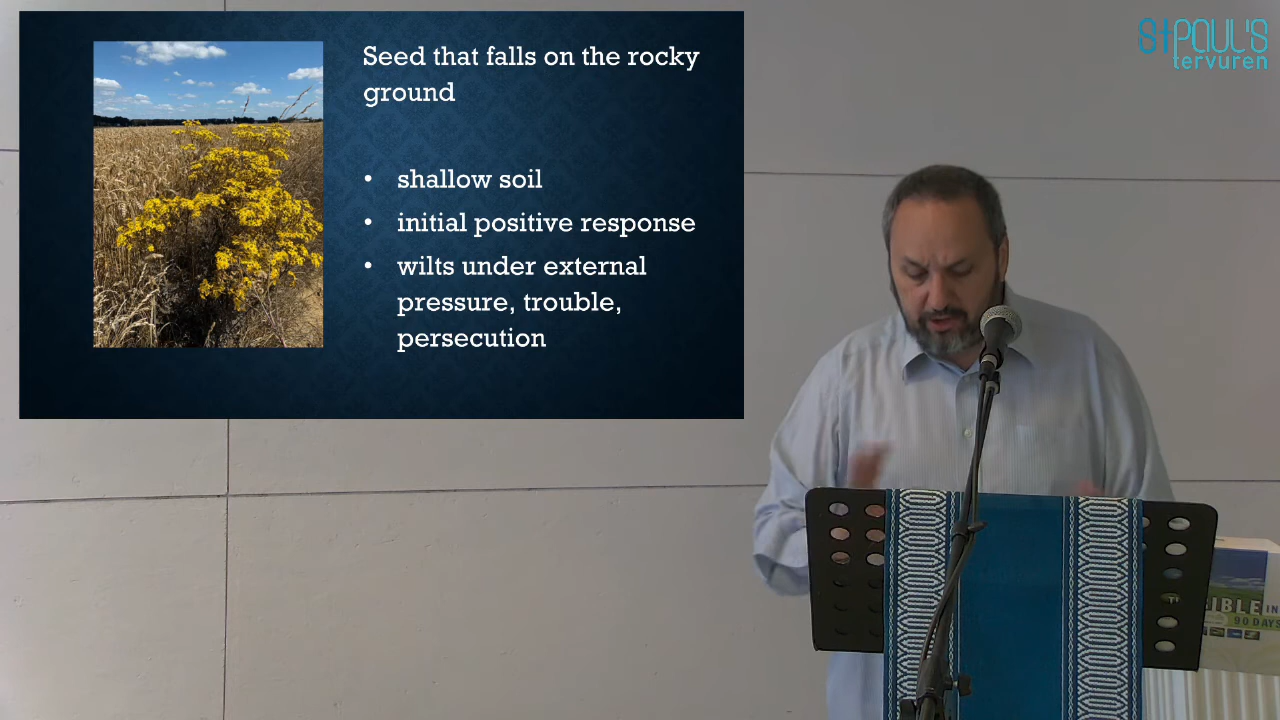 Seed that falls on the rocky
ground
• shallow soil
• initial positive response
• wilts under external
pressure, trouble,
persecution
St PAUL'S
tervuren
BIBLE IN
90 DAYS